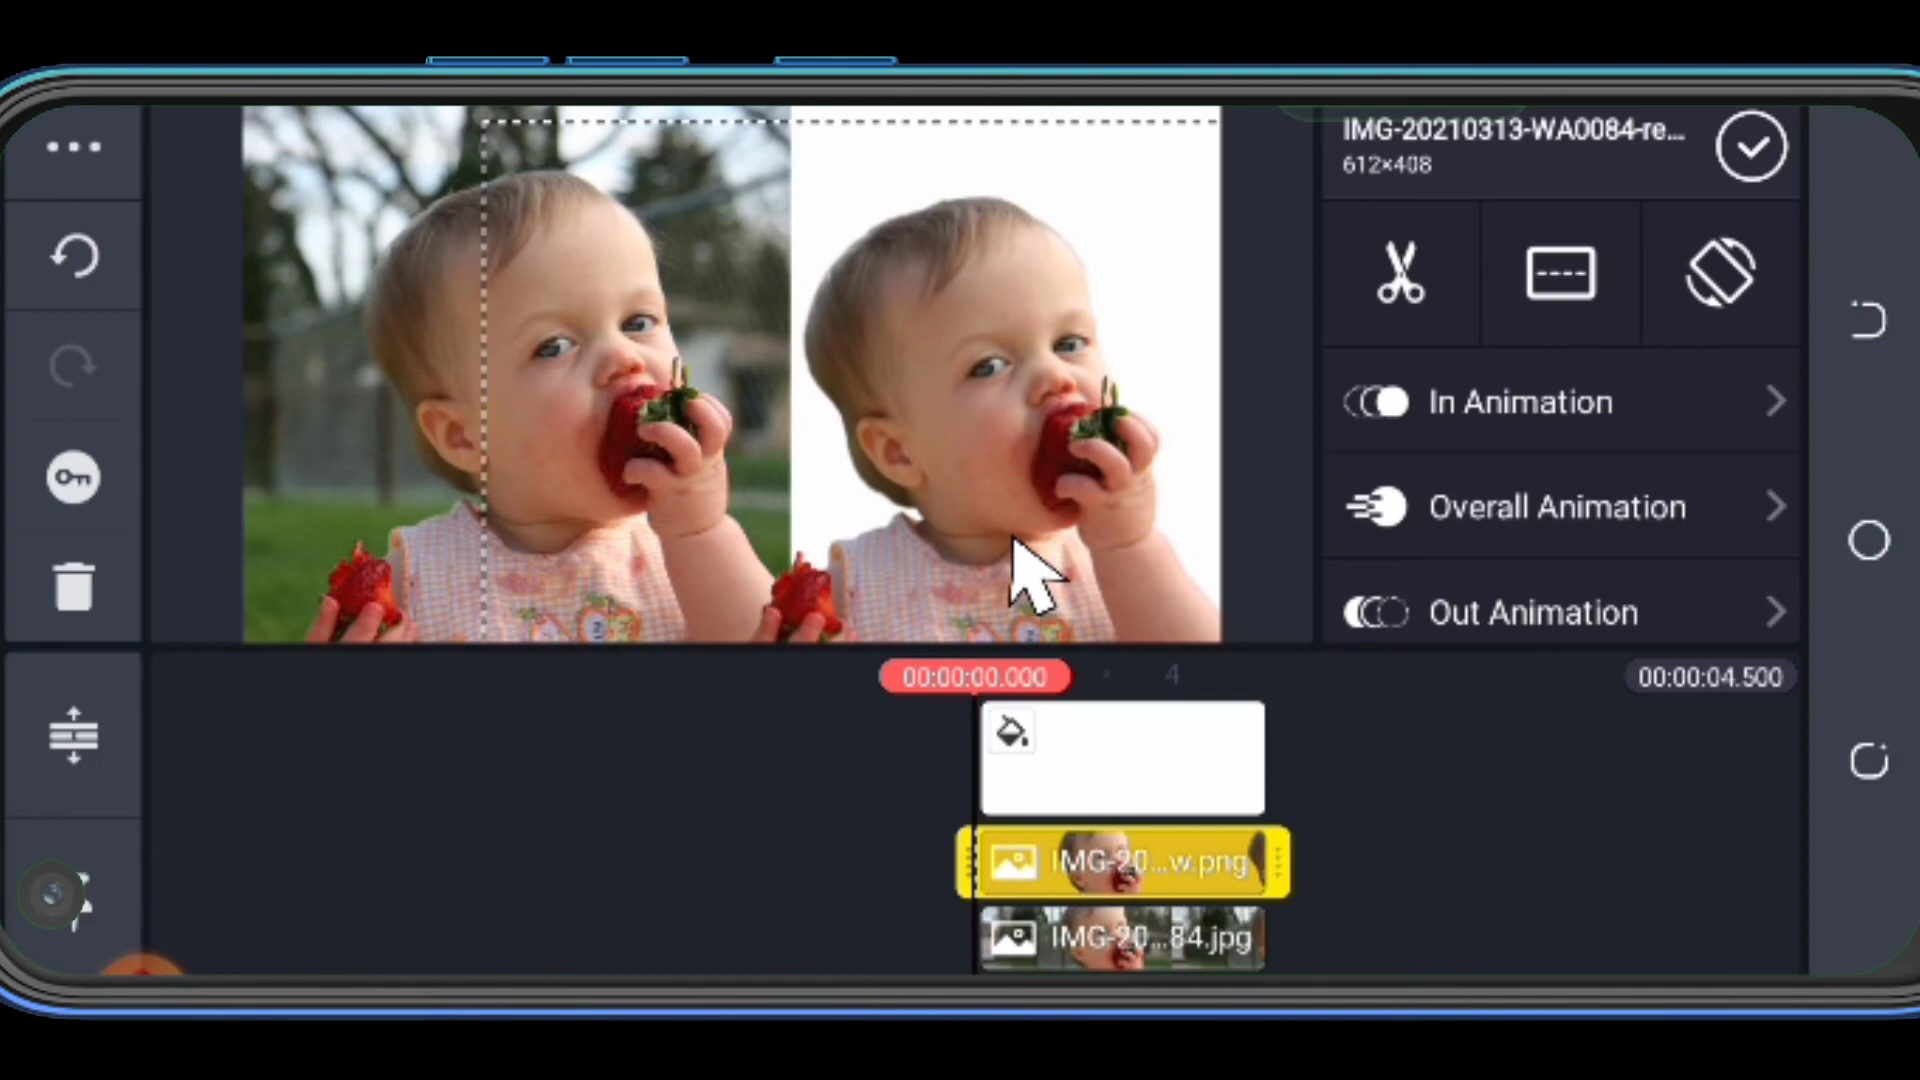 IMG-20210313-WA0084-re...
612×408
In Animation
Overall Animation
Out Animation
00:00:00.000
4
00:00:04.500
IMG-20...w.png
IMG-20...84.jpg